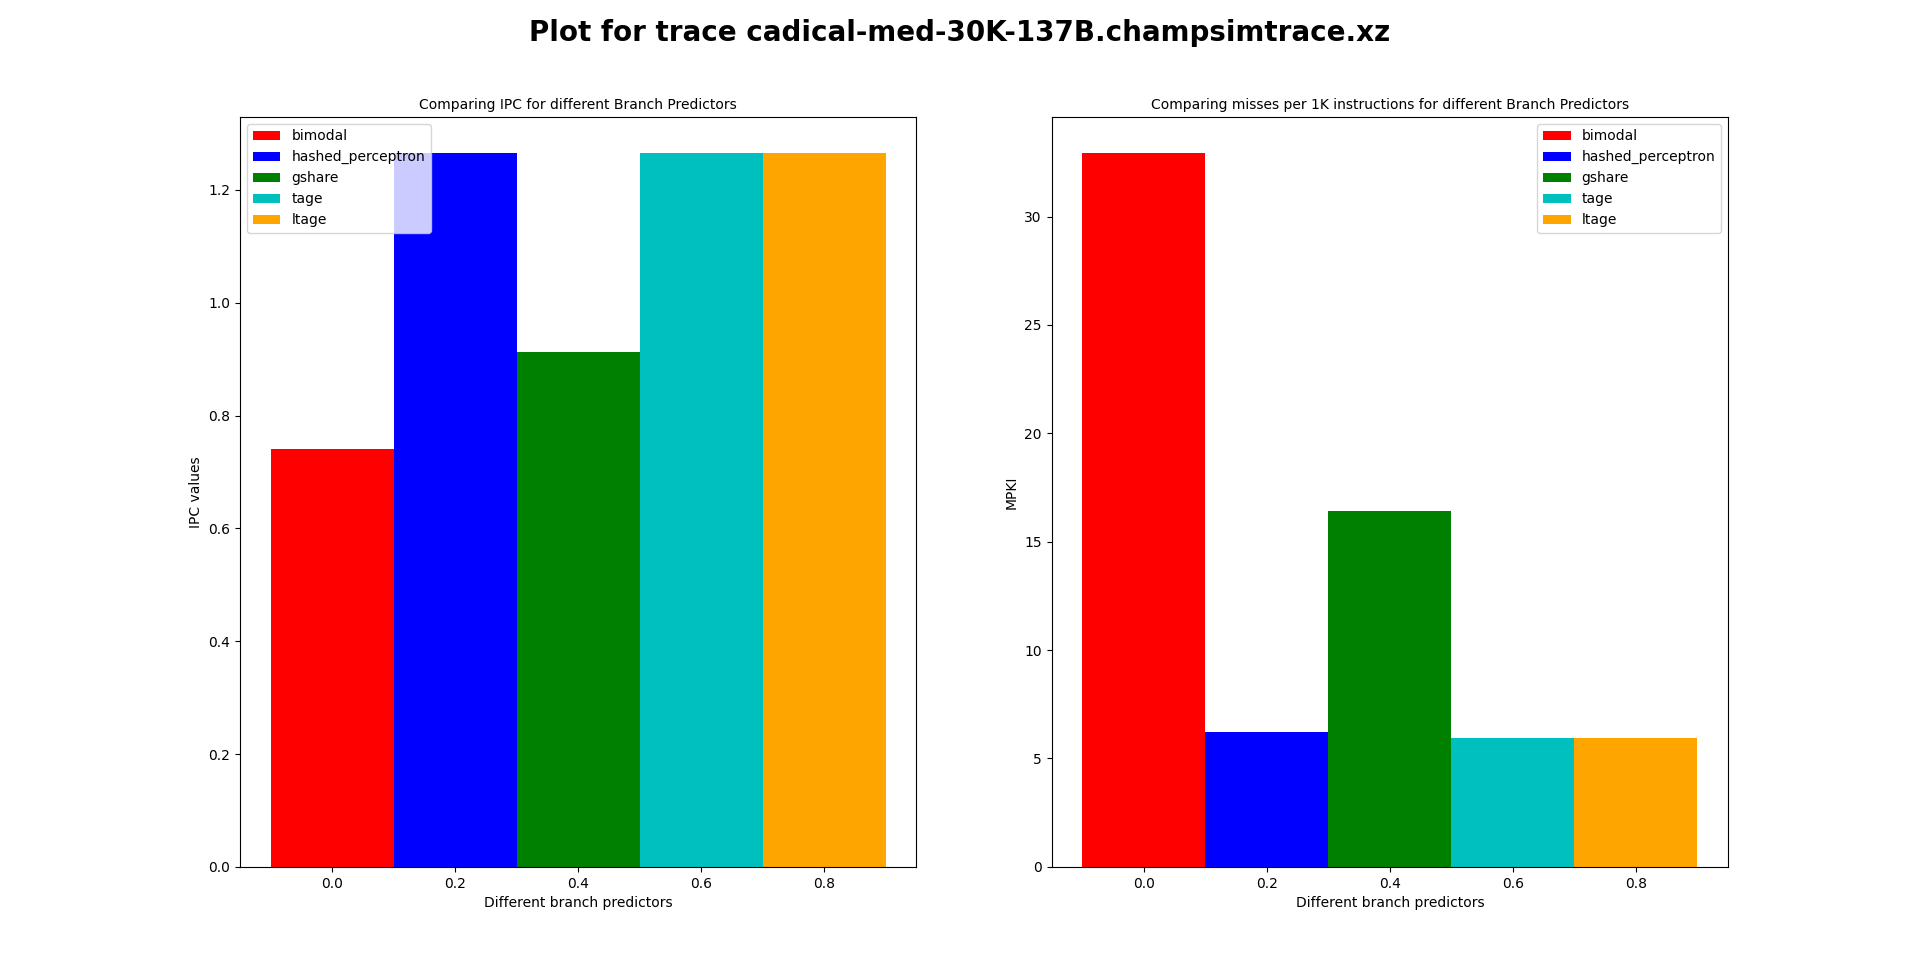 Plot for trace cadical-med-30K-137B.champsimtrace.xz
Comparing IPC for different Branch Predictors
bimodal
hashed_perceptron
gshare
tage
ltage
IPC values
1.2
1.0
0.8
0.6
0.4
0.2
0.0
0.0 0.2 0.4 0.6 0.8
Different branch predictors
Comparing misses per 1K instructions for different Branch Predictors
bimodal
hashed_perceptron
gshare
tage
ltage
MPKI
30
25
20
15
10
5
0
0.0 0.2 0.4 0.6 0.8
Different branch predictors